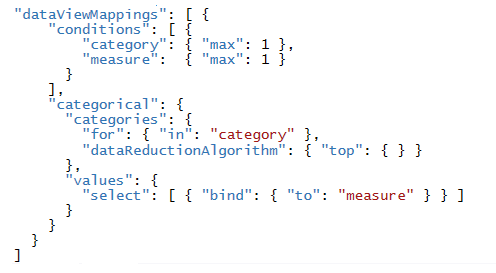 "dataViewMappings": [ {
    "conditions": [ {
        "category": { "max": 1 },
        "measure":  { "max": 1 }
      }
    ],
    "categorical": {
      "categories": {
        "for": { "in": "category" },
        "dataReductionAlgorithm": { "top": { } }
      },
      "values": {
        "select": [ { "bind": { "to": "measure" } } ]
      }
    }
  }
]